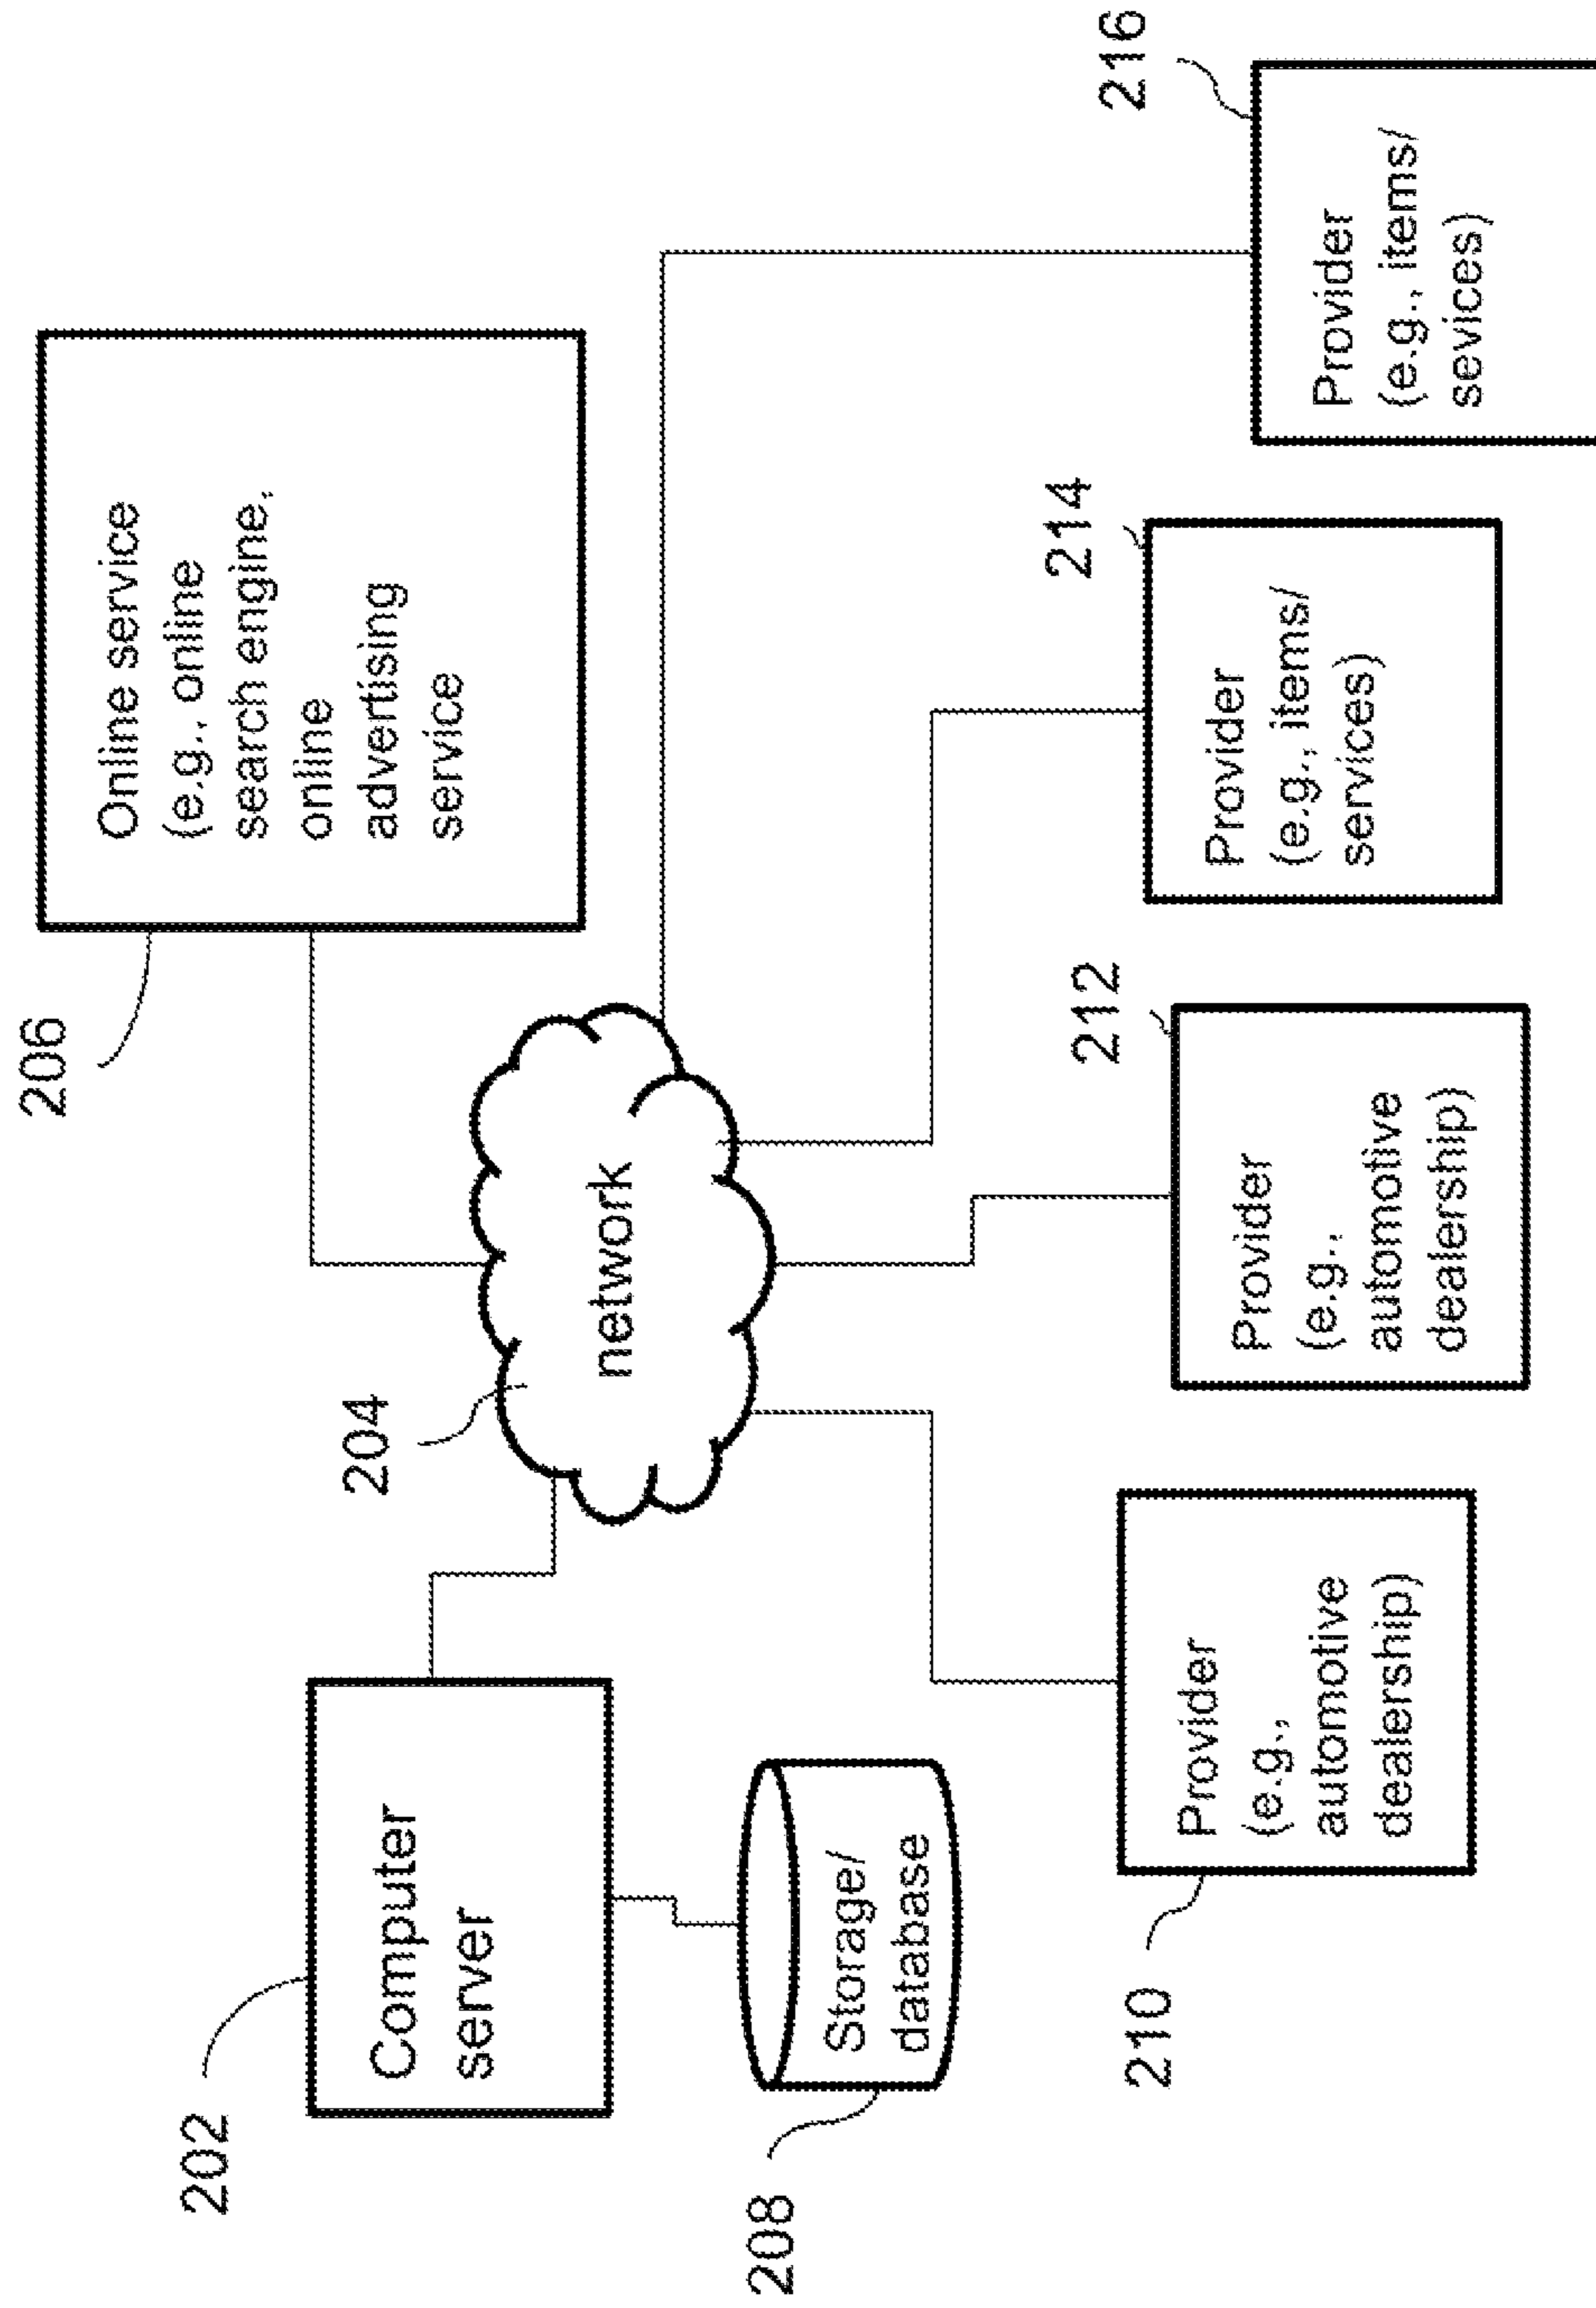 206
Online service
(e.g., online
search engine,
online
advertising
service
202
Computer
server
204
network
208
Storage/
database
210
Provider
(e.g.,
automotive
dealership)
212
Provider
(e.g.,
automotive
dealership)
214
Provider
(e.g., items/
services)
216
Provider
(e.g., items/
sevices)